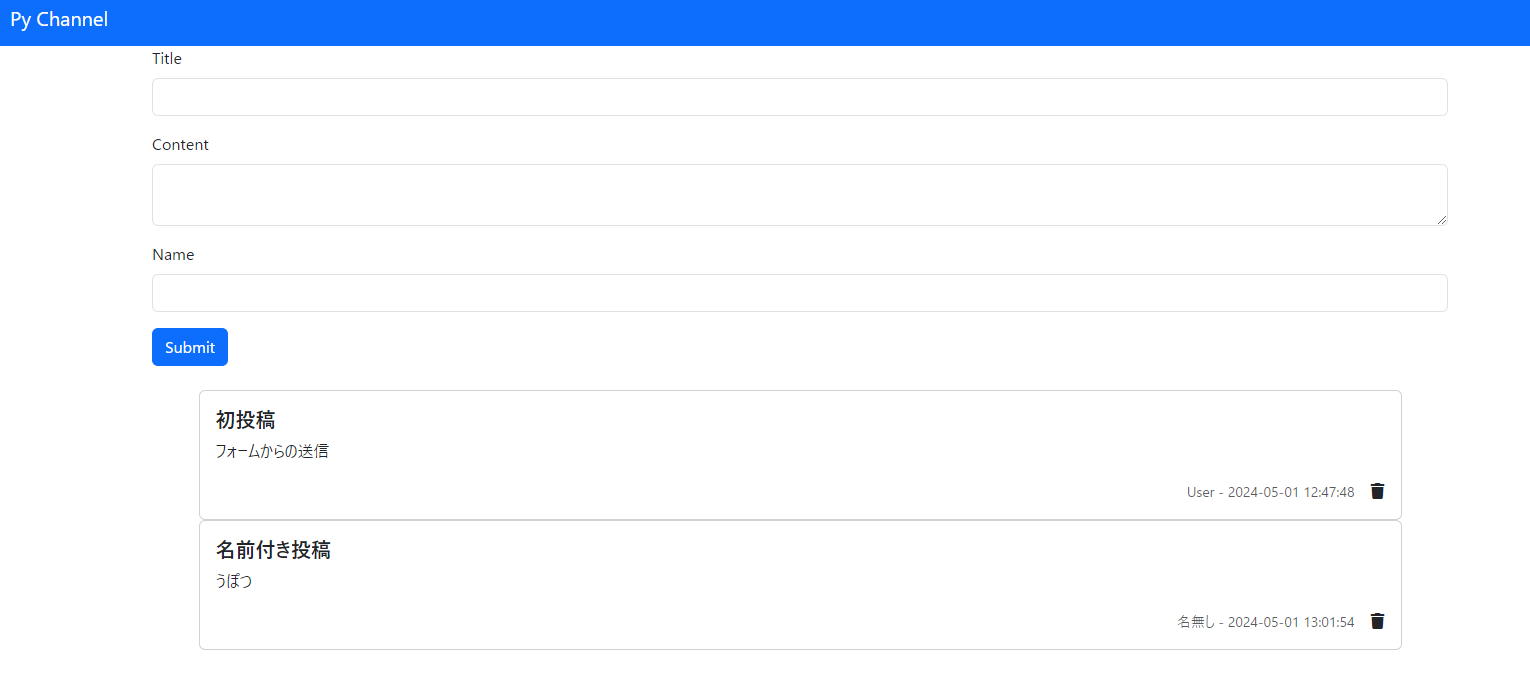 Py Channel
Title
Content
Name
Submit
初投稿
フォームからの送信
User - 2024-05-01 12:47:48
名前付き投稿
うぽつ
名無し - 2024-05-01 13:01:54